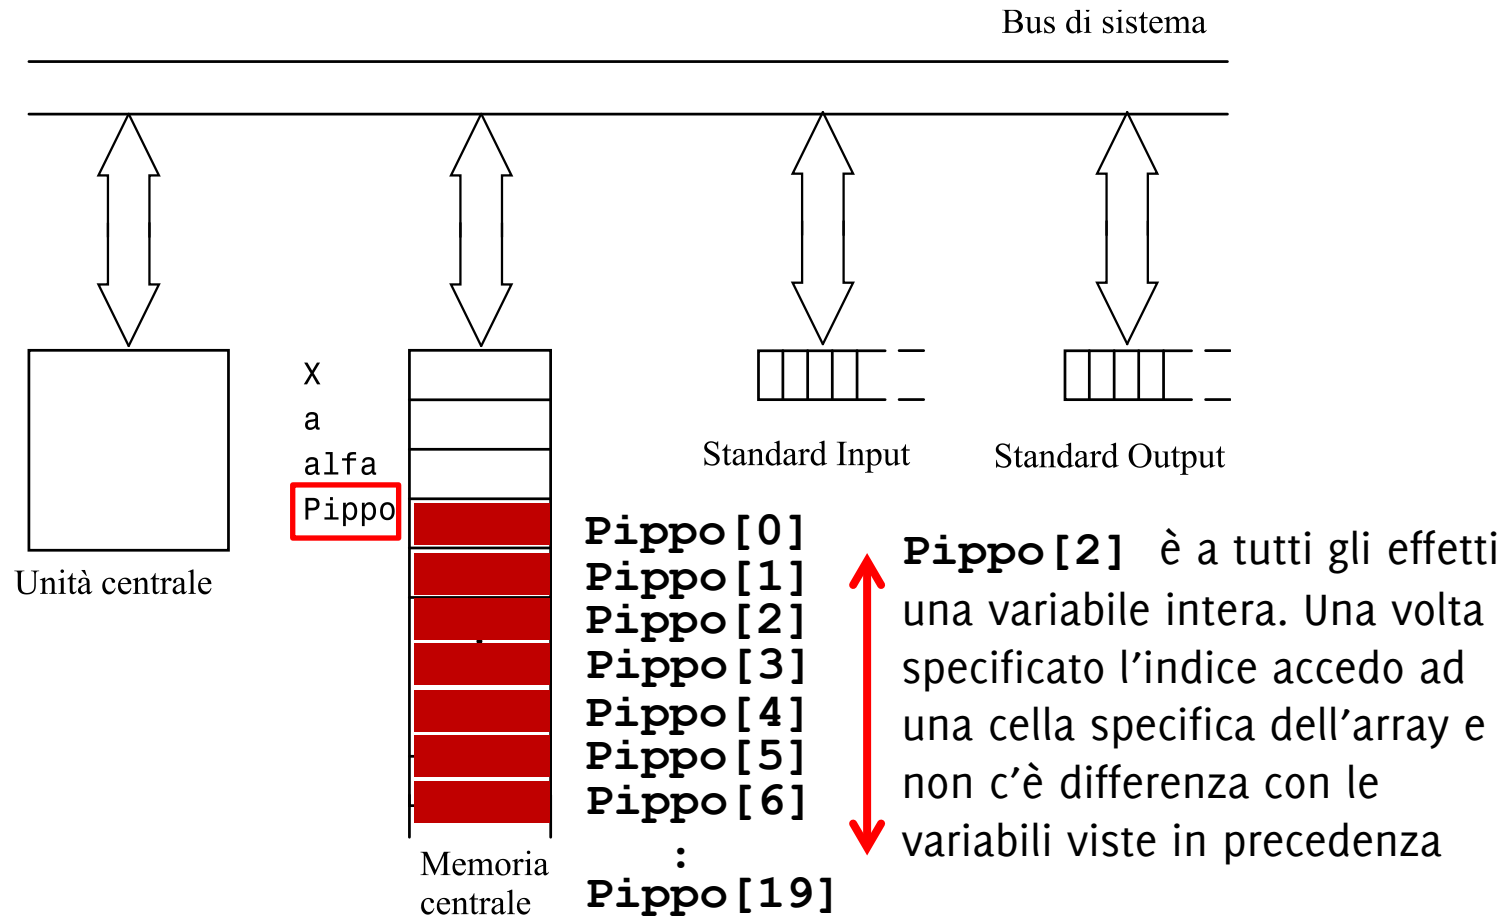 Bus di sistema
X
a
alfa
Pippo
Unità centrale
Memoria
centrale
Standard Input
Standard Output
Pippo[0]
Pippo[1]
Pippo[2]
Pippo[3]
Pippo[4]
Pippo[5]
Pippo[6]
:
Pippo[19]
Pippo[2] è a tutti gli effetti
una variabile intera. Una volta
specificato l’indice accedo ad
una cella specifica dell’array e
non c’è differenza con le
variabili viste in precedenza